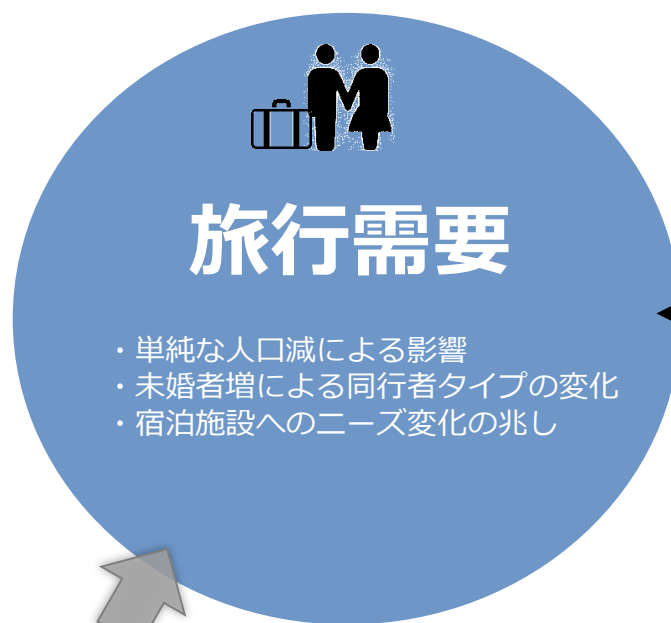 旅行需要
・単純な人口減による影響
・未婚者増による同行者タイプの変化
・宿泊施設へのニーズ変化の兆し